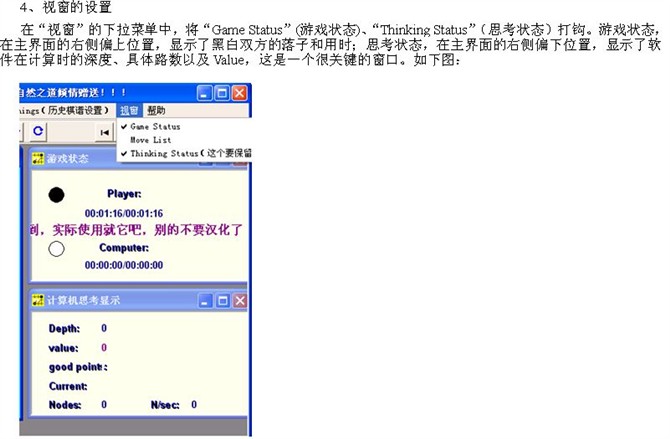 4、视窗的设置
在“视窗”的下拉菜单中，将“Game Status”(游戏状态)、“Thinking Status”（思考状态）打钩。游戏状态，
在主界面的右侧偏上位置，显示了黑白双方的落子和用时；思考状态，在主界面的右侧偏下位置，显示了软
件在计算时的深度、具体路数以及Value，这是一个很关键的窗口。如下图：
自然之道倾情赠送！！！
ings(历史棋谱设置) 视窗 帮助
Game Status
Move List
Thinking Status(这个要保留
游戏状态
Player:
00:01:16/00:01:16
到，实际使用就它吧，别的不要汉化了
Computer:
00:00:00/00:00:00
计算机思考显示
Depth: 0
value: 0
good point::
Current:
Nodes: 0 N/sec: 0